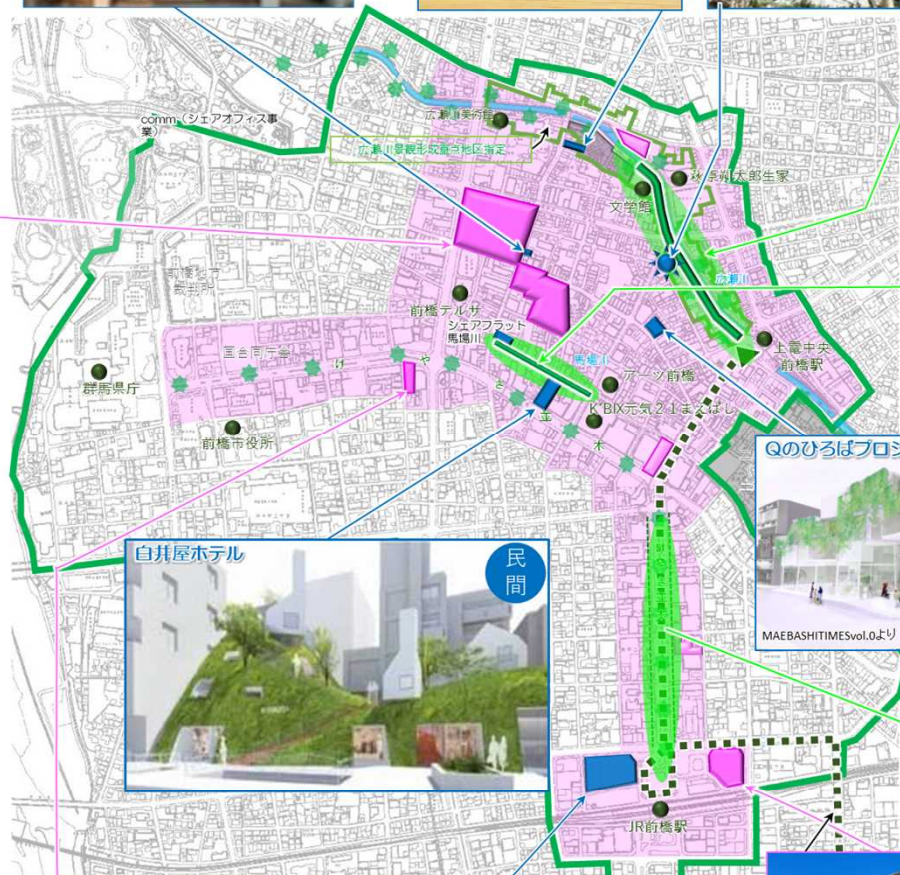 comm（シェアオフィス事
業）
広瀬川美術館
広瀬川景観形成重点地区指定
萩原朔太郎生家
文学館
広瀬川
前橋地方
裁判所
前橋テルサ
シェアフラット
馬場川
馬場川
上電中央
前橋駅
国合同庁舎
け
や
き
並
木
アーツ前橋
群馬県庁
K'BIX元気21まえばし
前橋市役所
Qのひろばプロジ
白井屋ホテル
民
間
MAEBASHITIMESvol.0より
JR前橋駅